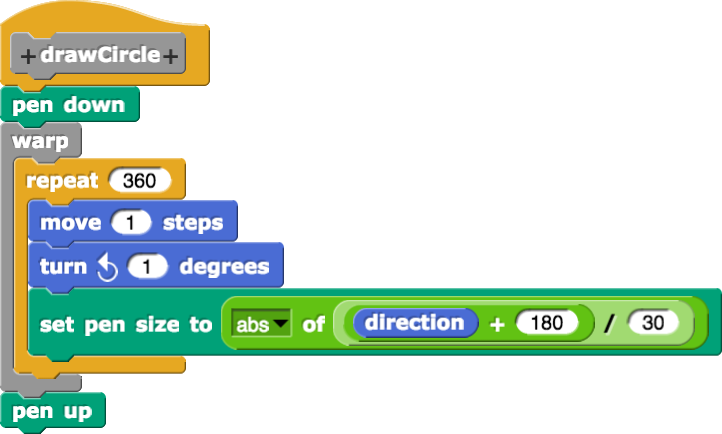 + drawCircle +
pen down
warp
repeat 360
move 1 steps
turn 1 degrees
set pen size to abs of direction + 180 / 30
pen up